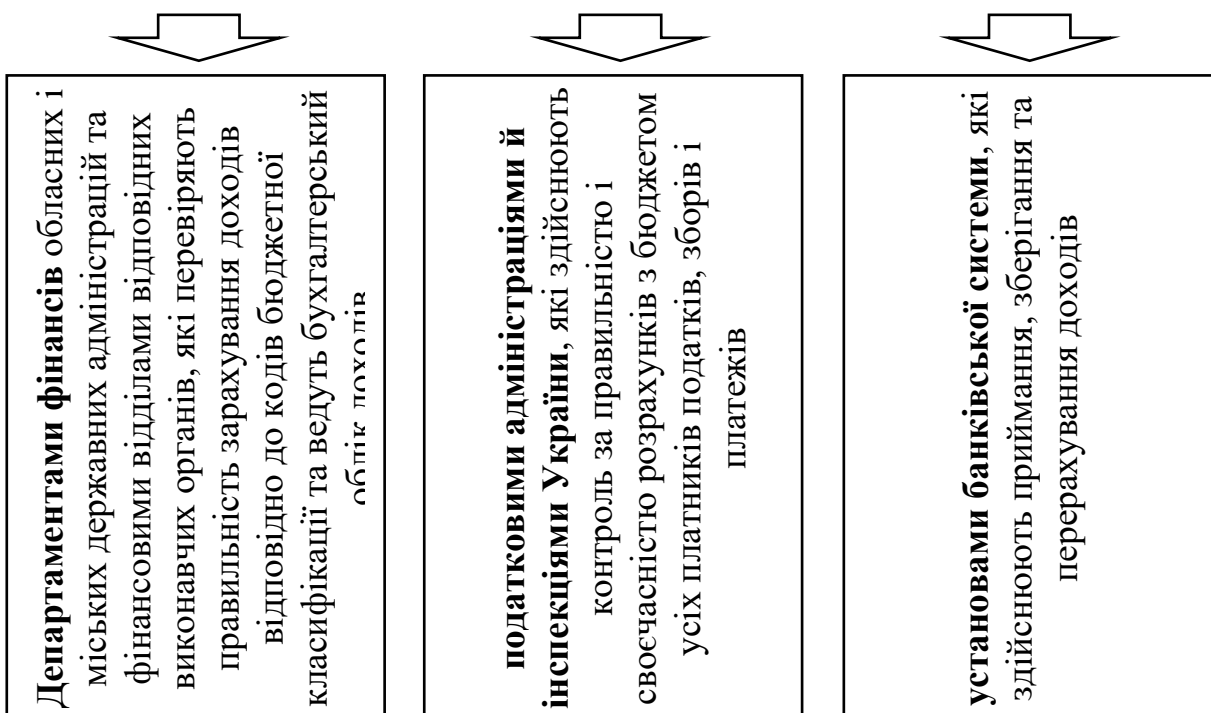 Департаментами фінансів обласних і
міських державних адміністрацій та
фінансовими відділами відповідних
виконавчих органів, які перевіряють
правильність зарахування доходів
відповідно до кодів бюджетної
класифікації та ведуть бухгалтерський
облік доходів
податковими адміністраціями й
інспекціями України, які здійснюють
контроль за правильністю і
своєчасністю розрахунків з бюджетом
усіх платників податків, зборів і
платежів
установами банківської системи, які
здійснюють приймання, зберігання та
перерахування доходів